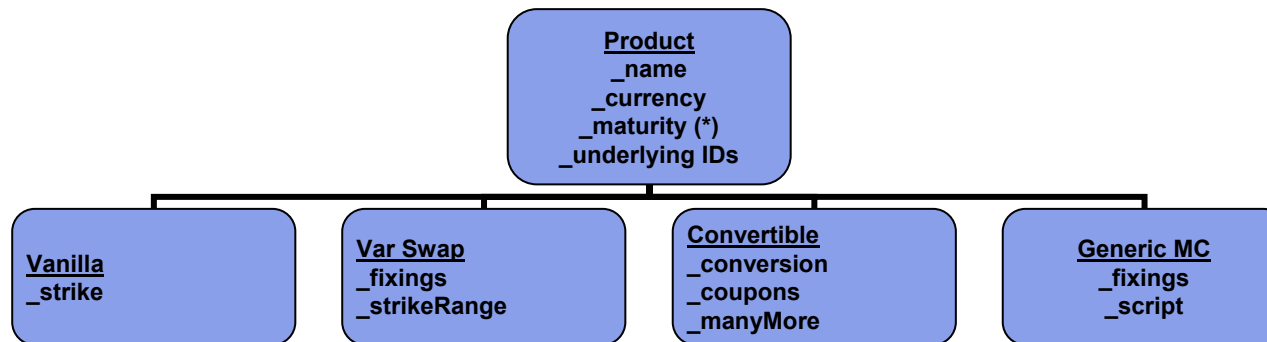 Product
_name
_currency
_maturity (*)
_underlying IDs
Vanilla
_strike
Var Swap
_fixings
_strikeRange
Convertible
_conversion
_coupons
_manyMore
Generic MC
_fixings
_script